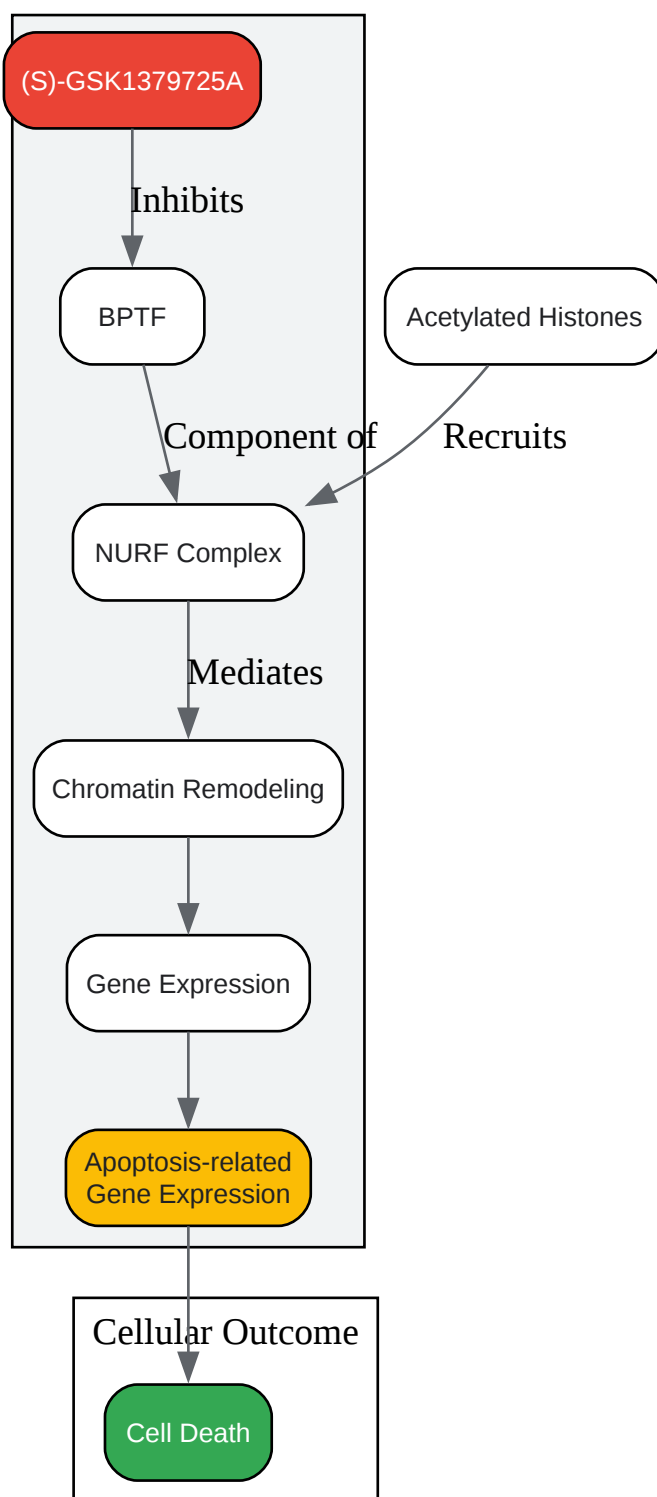 (S)-GSK1379725A
Inhibits
BPTF
Acetylated Histones
Component of
Recruits
NURF Complex
Mediates
Chromatin Remodeling
Gene Expression
Apoptosis-related
Gene Expression
Cellular Outcome
Cell Death